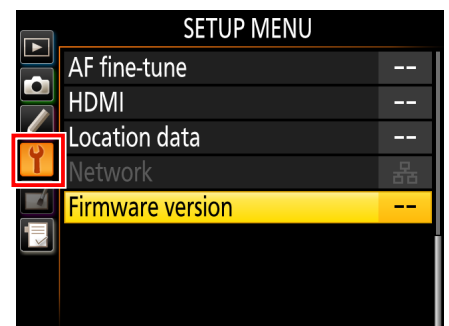 SETUP MENU
AF fine-tune --
HDMI --
Location data --
Network
Firmware version --